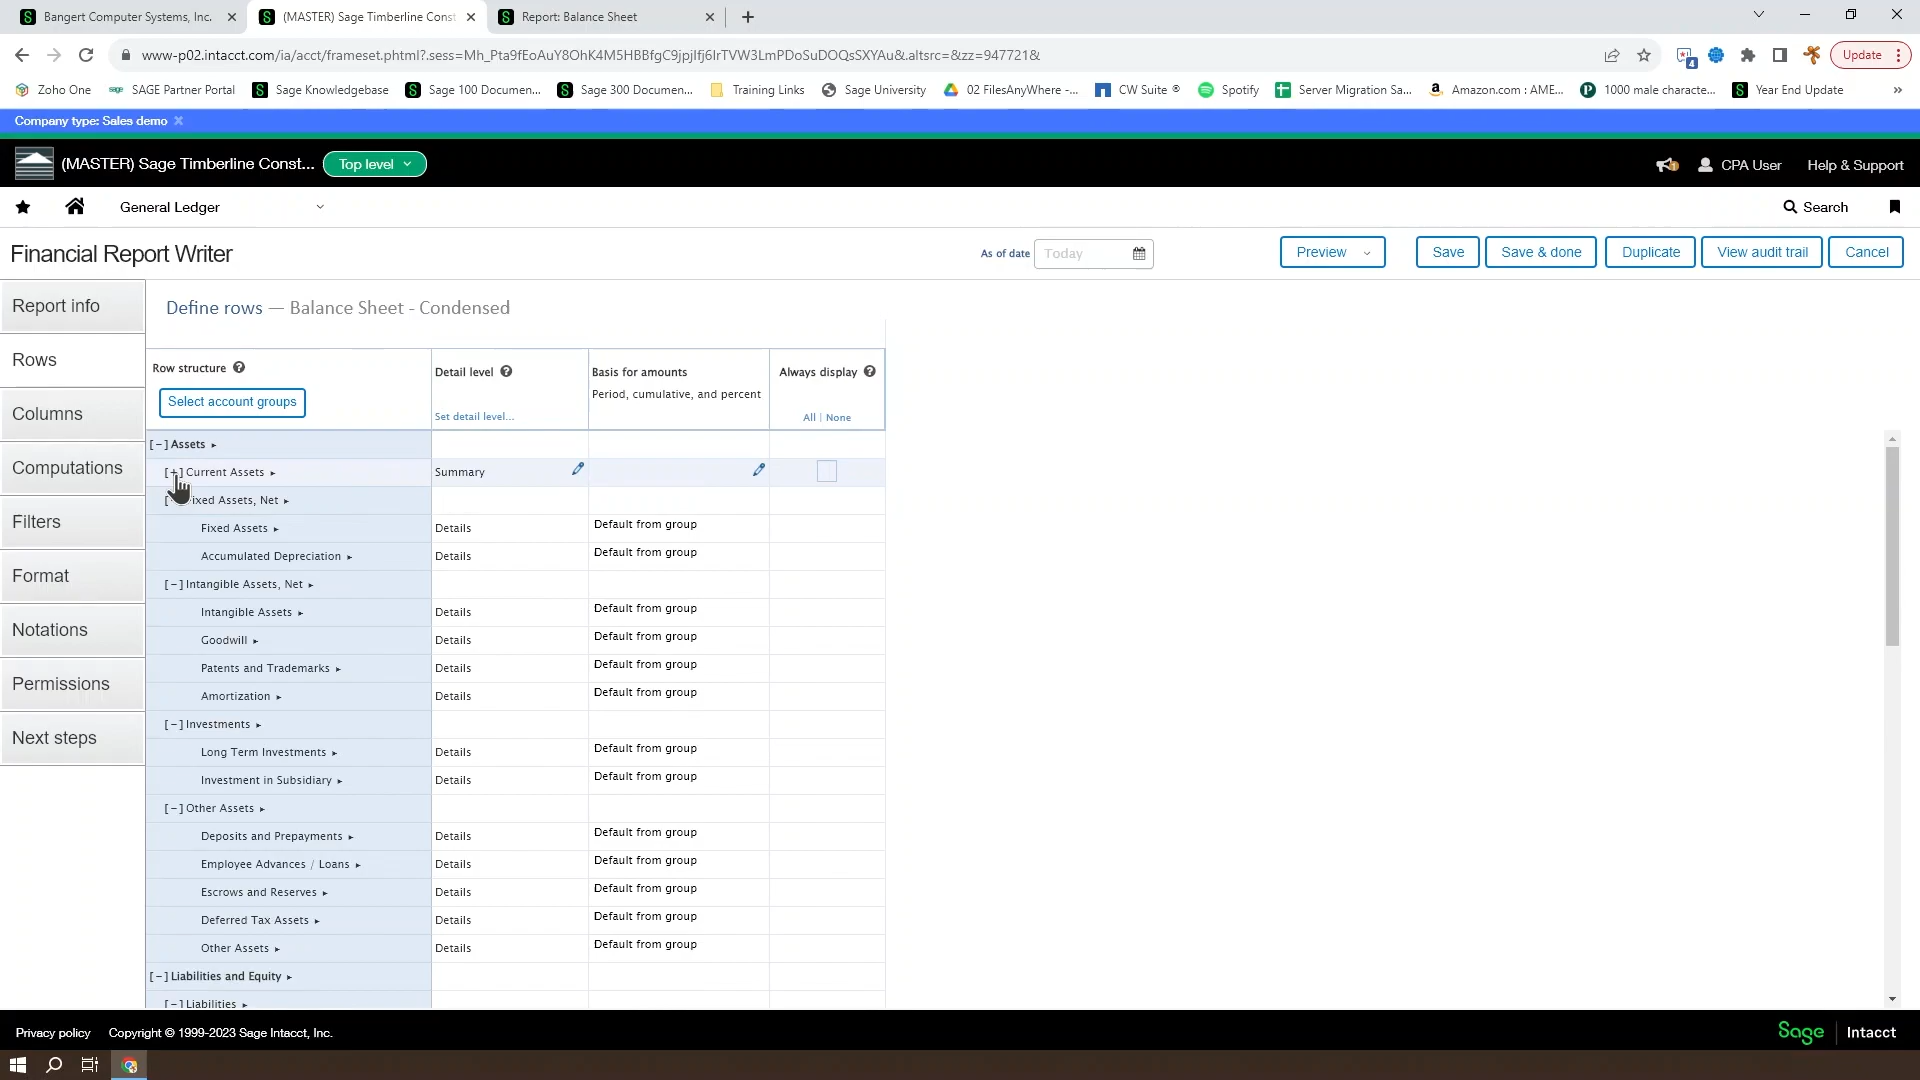 Bangert Computer Systems, Inc.
(MASTER) Sage Timberline Const
Report: Balance Sheet
www-p02.intacct.com/ia/acct/frameset.phtml?.sess=Mh_Pta9fEoAuY8OhK4M5HBBfgC9jpjIfj6IrTVW3LmPDoSuDOQsSXYAu&.altsrc=&zz=947721&
4
Update
Zoho One
SAGE Partner Portal
Sage Knowledgebase
Sage 100 Documen...
Sage 300 Documen...
Training Links
Sage University
02 FilesAnyWhere -...
CW Suite ®
Spotify
Server Migration Sa...
Amazon.com : AME...
1000 male characte...
Year End Update
»
Company type: Sales demo
(MASTER) Sage Timberline Const...
Top level
CPA User
Help & Support
General Ledger
Search
Financial Report Writer
As of date
Today
Preview
Save
Save & done
Duplicate
View audit trail
Cancel
Report info
Rows
Columns
Computations
Filters
Format
Notations
Permissions
Next steps
Define rows — Balance Sheet - Condensed
Row structure
Select account groups
Detail level
Set detail level...
Basis for amounts
Period, cumulative, and percent
Always display
All | None
[-] Assets
[+] Current Assets Summary
ixed Assets, Net
Fixed Assets Details Default from group
Accumulated Depreciation Details Default from group
[-] Intangible Assets, Net
Intangible Assets Details Default from group
Goodwill Details Default from group
Patents and Trademarks Details Default from group
Amortization Details Default from group
[-] Investments
Long Term Investments Details Default from group
Investment in Subsidiary Details Default from group
[-] Other Assets
Deposits and Prepayments Details Default from group
Employee Advances / Loans Details Default from group
Escrows and Reserves Details Default from group
Deferred Tax Assets Details Default from group
Other Assets Details Default from group
[-] Liabilities and Equity
[-] Liabilities
Privacy policy
Copyright © 1999-2023 Sage Intacct, Inc.
Sage
Intacct